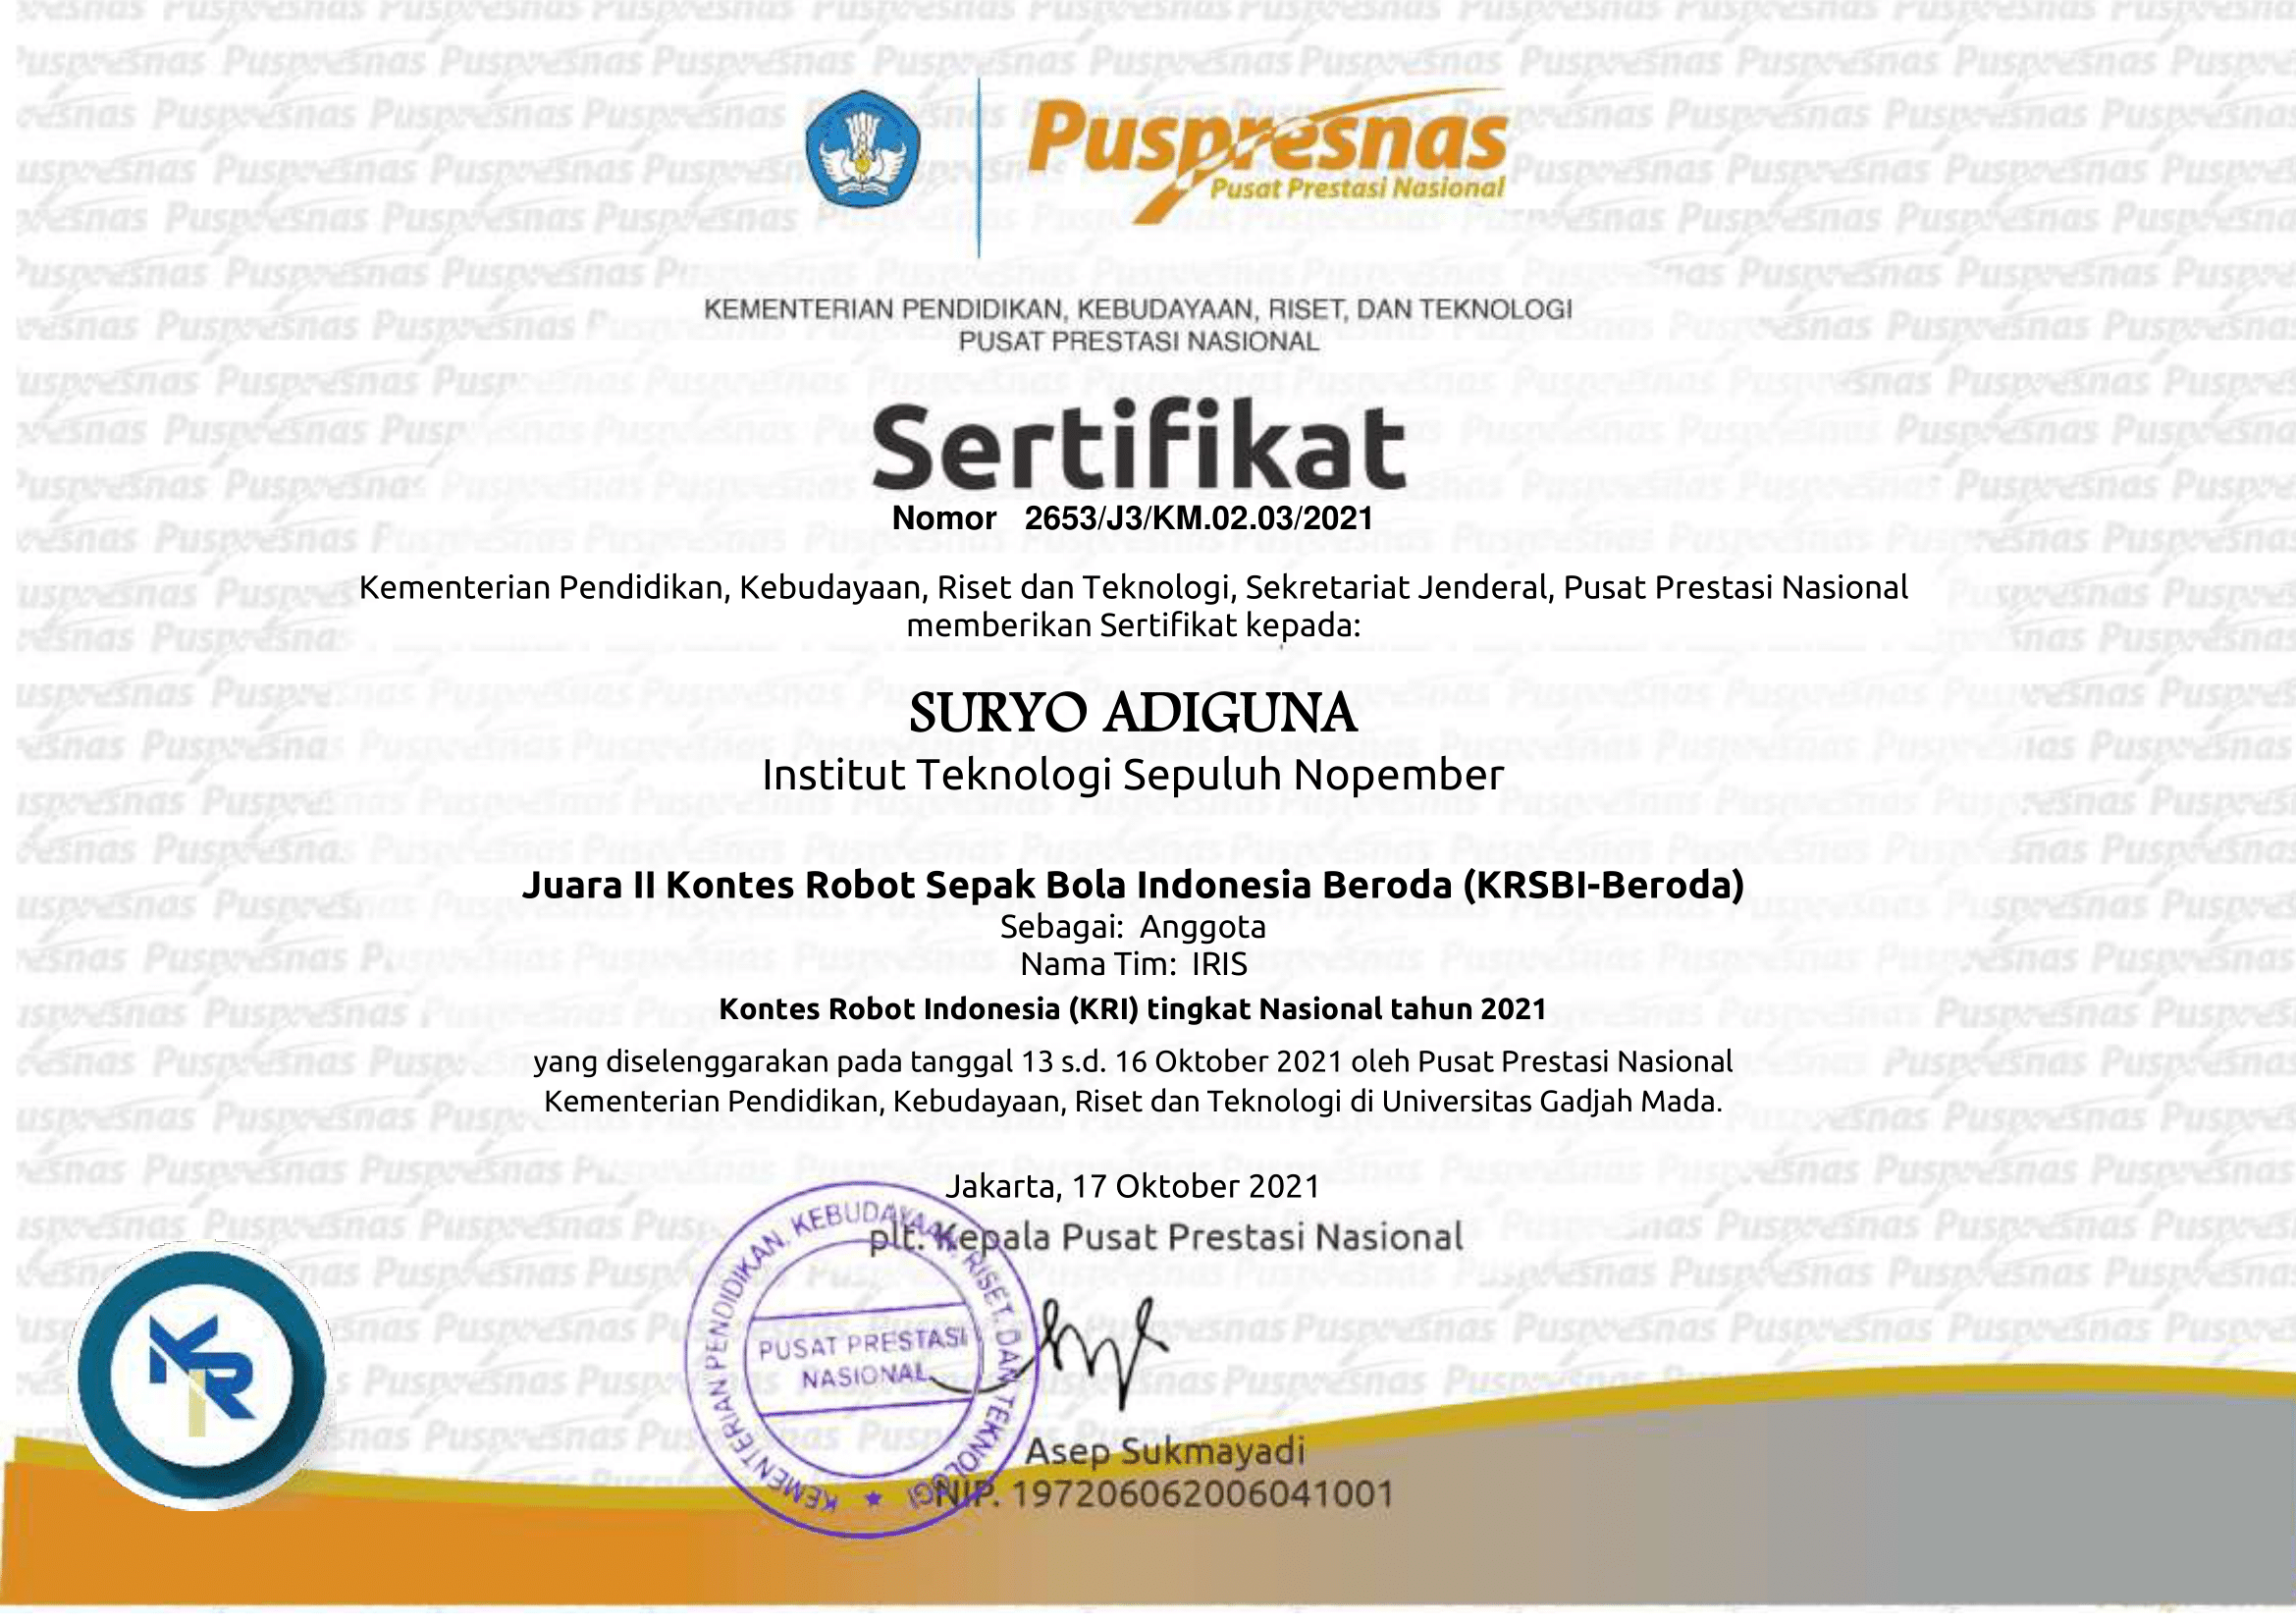 Puspresnas
Pusat Prestasi Nasional
KEMENTERIAN PENDIDIKAN, KEBUDAYAAN, RISET, DAN TEKNOLOGI
PUSAT PRESTASI NASIONAL
Sertifikat
Nomor 2653/J3/KM.02.03/2021
Kementerian Pendidikan, Kebudayaan, Riset dan Teknologi, Sekretariat Jenderal, Pusat Prestasi Nasional
memberikan Sertifikat kepada:
SURYO ADIGUNA
Institut Teknologi Sepuluh Nopember
Juara II Kontes Robot Sepak Bola Indonesia Beroda (KRSBI-Beroda)
Sebagai: Anggota
Nama Tim: IRIS
Kontes Robot Indonesia (KRI) tingkat Nasional tahun 2021
yang diselenggarakan pada tanggal 13 s.d. 16 Oktober 2021 oleh Pusat Prestasi Nasional
Kementerian Pendidikan, Kebudayaan, Riset dan Teknologi di Universitas Gadjah Mada.
Jakarta, 17 Oktober 2021
plt. Kepala Pusat Prestasi Nasional
KEMENTERIAN PENDIDIKAN, KEBUDAYAAN, RISET, DAN TEKNOLOGI
PUSAT PRESTASI
NASIONAL
KRI
Asep Sukmayadi
NIP. 197206062006041001